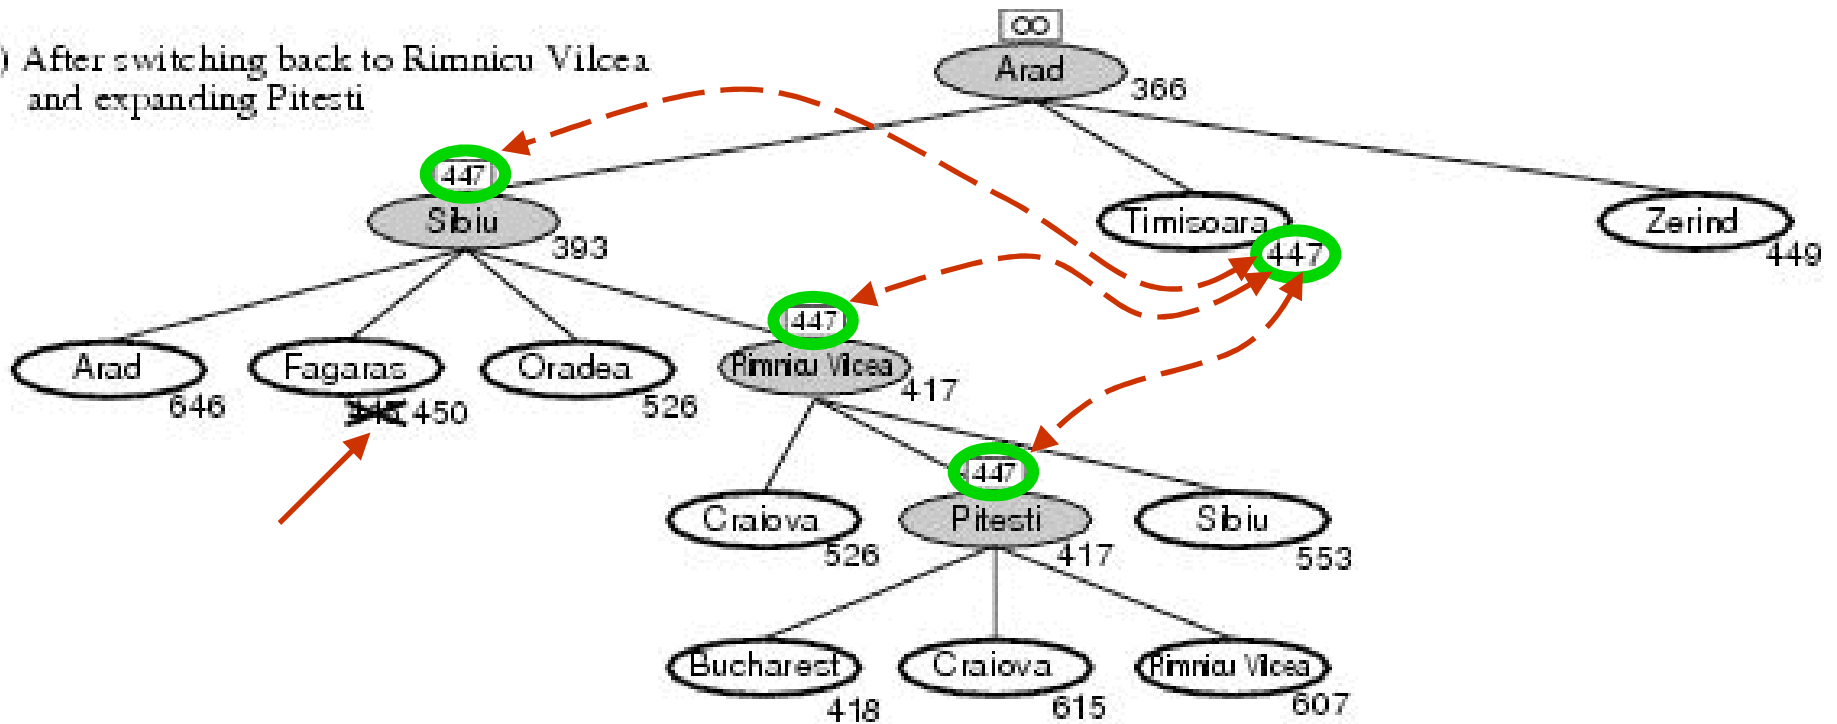 ∞
) After switching back to Rimnicu Vilcea
and expanding Pitesti
Arad
366
447
Sibiu
393
Timisoara
447
Zerind
449
Arad
646
Fagaras
450
Oradea
526
447
Rimnicu Vilcea
417
Craiova
526
447
Pitesti
417
Sibiu
553
Bucharest
418
Craiova
615
Rimnicu Vilcea
607